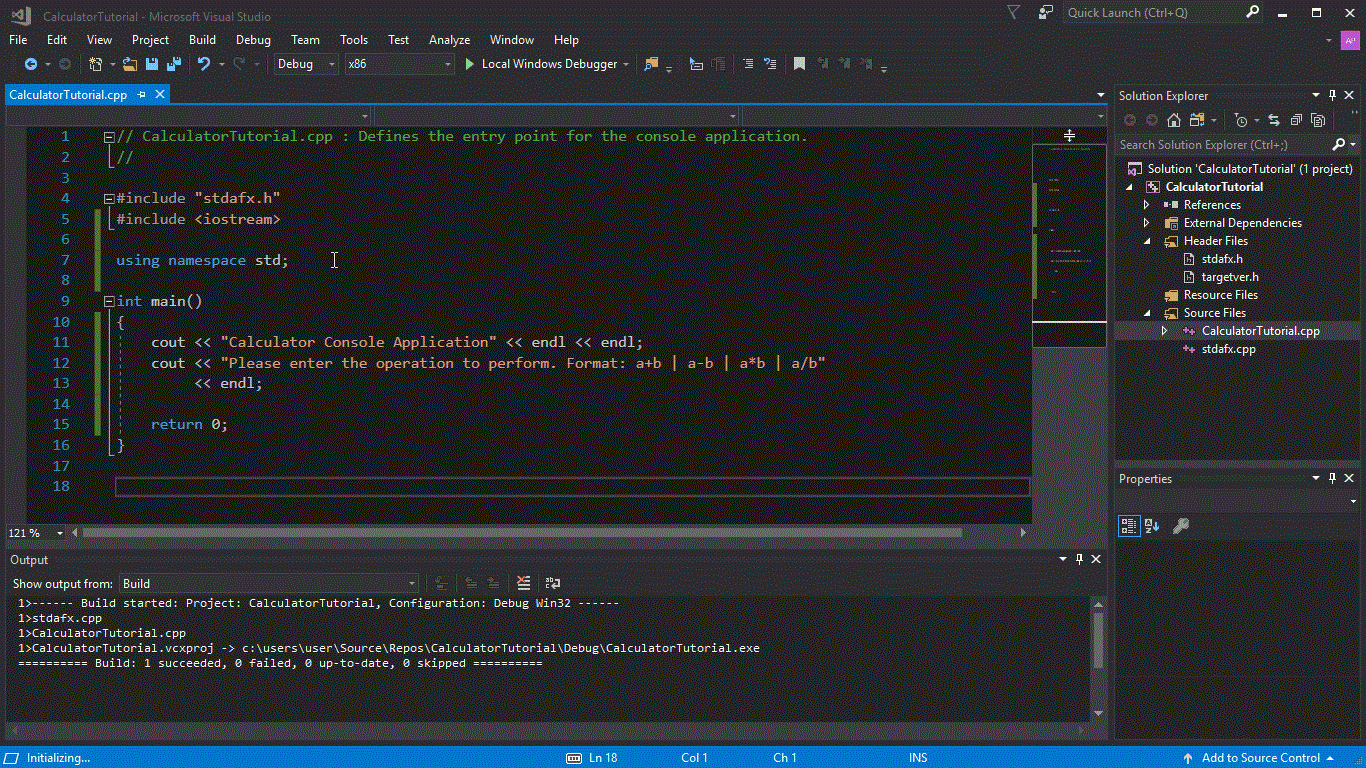 CalculatorTutorial - Microsoft Visual Studio
Quick Launch (Ctrl+Q)
File Edit View Project Build Debug Team Tools Test Analyze Window Help
AP
Debug x86 Local Windows Debugger
CalculatorTutorial.cpp
1 // CalculatorTutorial.cpp : Defines the entry point for the console application.
2 //
3
4 #include "stdafx.h"
5 #include <iostream>
6
7 using namespace std;
8
9 int main()
10 {
11 cout << "Calculator Console Application" << endl << endl;
12 cout << "Please enter the operation to perform. Format: a+b | a-b | a*b | a/b"
13 << endl;
14
15 return 0;
16 }
17
18
121 %
Solution Explorer
Search Solution Explorer (Ctrl+;)
Solution 'CalculatorTutorial' (1 project)
CalculatorTutorial
References
External Dependencies
Header Files
stdafx.h
targetver.h
Resource Files
Source Files
CalculatorTutorial.cpp
stdafx.cpp
Properties
Output
Show output from: Build
1>------ Build started: Project: CalculatorTutorial, Configuration: Debug Win32 ------
1>stdafx.cpp
1>CalculatorTutorial.cpp
1>CalculatorTutorial.vcxproj -> c:\users\user\Source\Repos\CalculatorTutorial\Debug\CalculatorTutorial.exe
========== Build: 1 succeeded, 0 failed, 0 up-to-date, 0 skipped ==========
Initializing... Ln 18 Col 1 Ch 1 INS Add to Source Control